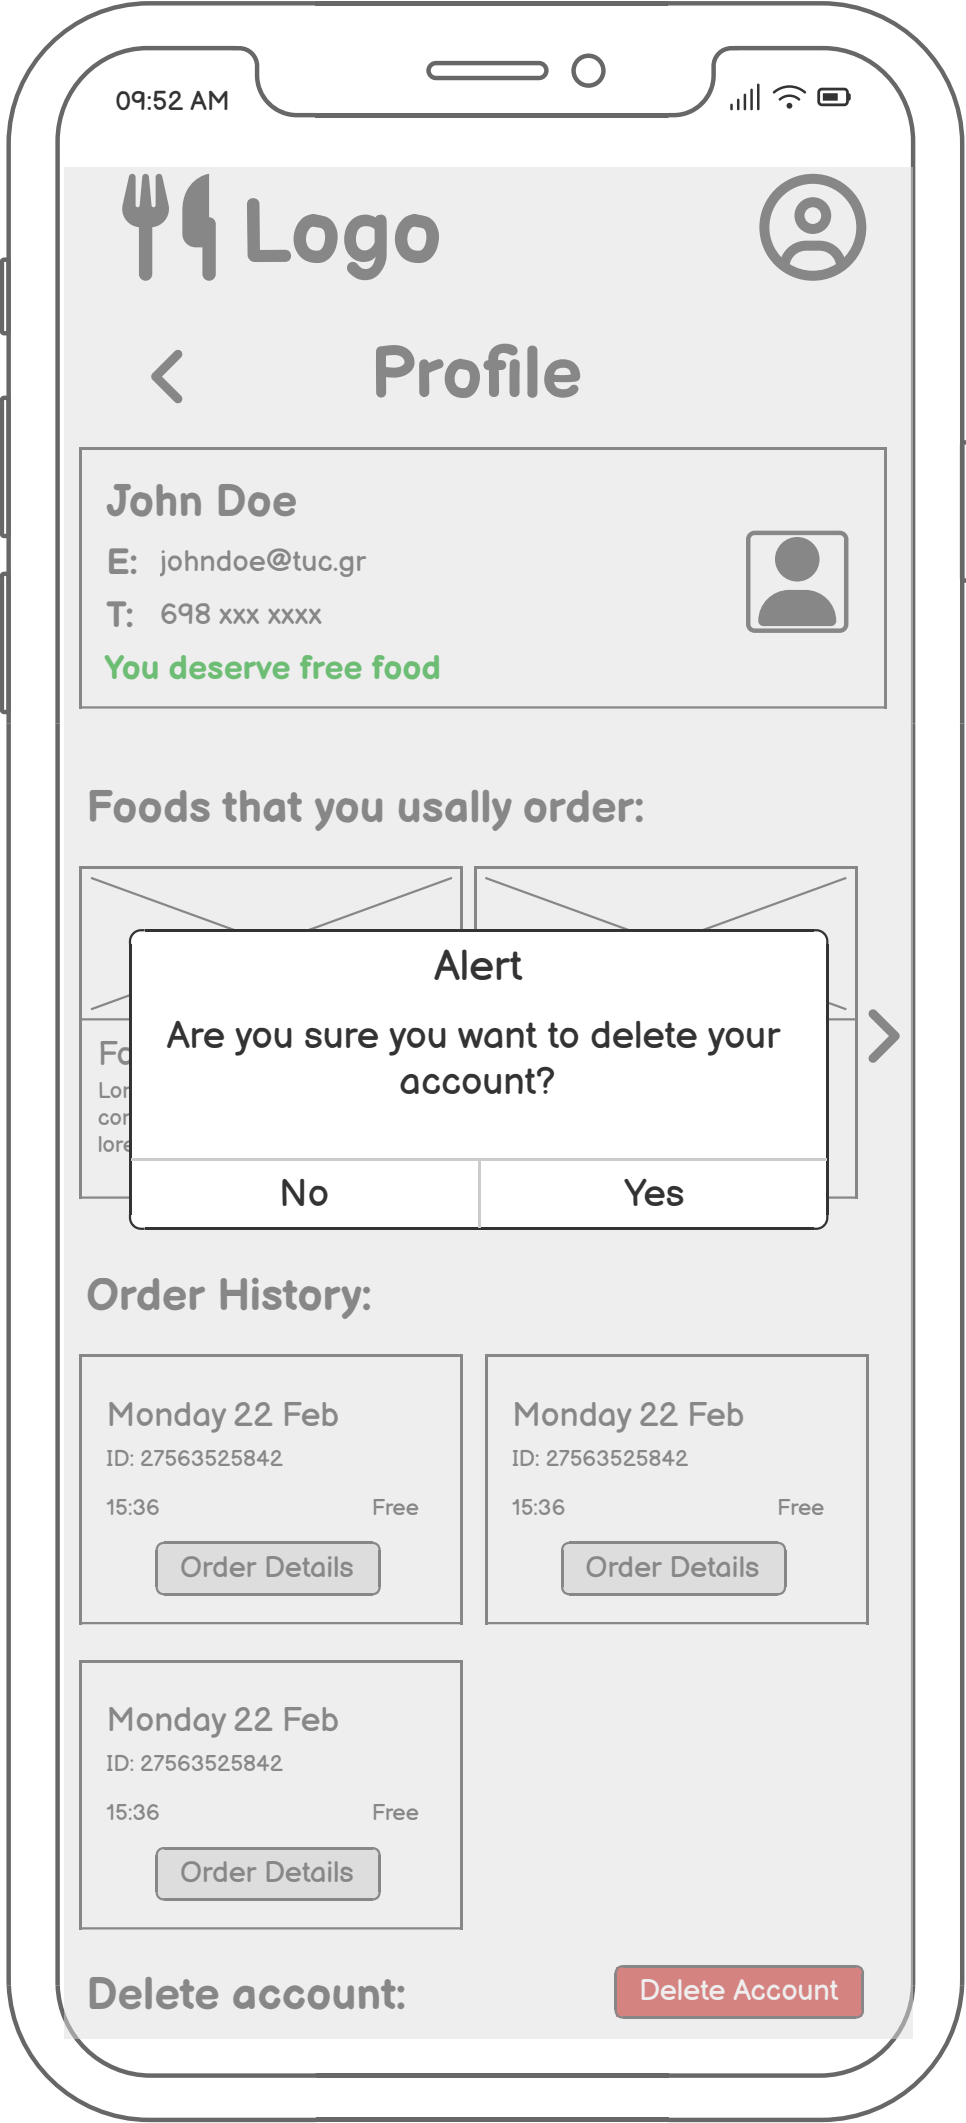 09:52 AM
Logo
Profile
John Doe
E: johndoe@tuc.gr
T: 698 xxx xxxx
You deserve free food
Foods that you usally order:
Alert
Are you sure you want to delete your
account?
No Yes
Order History:
Monday 22 Feb
ID: 27563525842
15:36 Free
Order Details
Monday 22 Feb
ID: 27563525842
15:36 Free
Order Details
Monday 22 Feb
ID: 27563525842
15:36 Free
Order Details
Delete account:
Delete Account